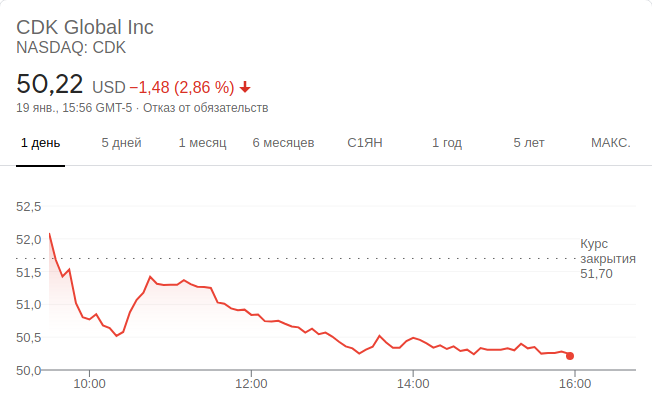 CDK Global Inc
NASDAQ: CDK
50,22 USD −1,48 (2,86 %)
19 янв., 15:56 GMT-5 · Отказ от обязательств
1 день 5 дней 1 месяц 6 месяцев С1ЯН 1 год 5 лет МАКС.
52,5
52,0
Курс
закрытия
51,70
51,5
51,0
50,5
50,0
10:00 12:00 14:00 16:00